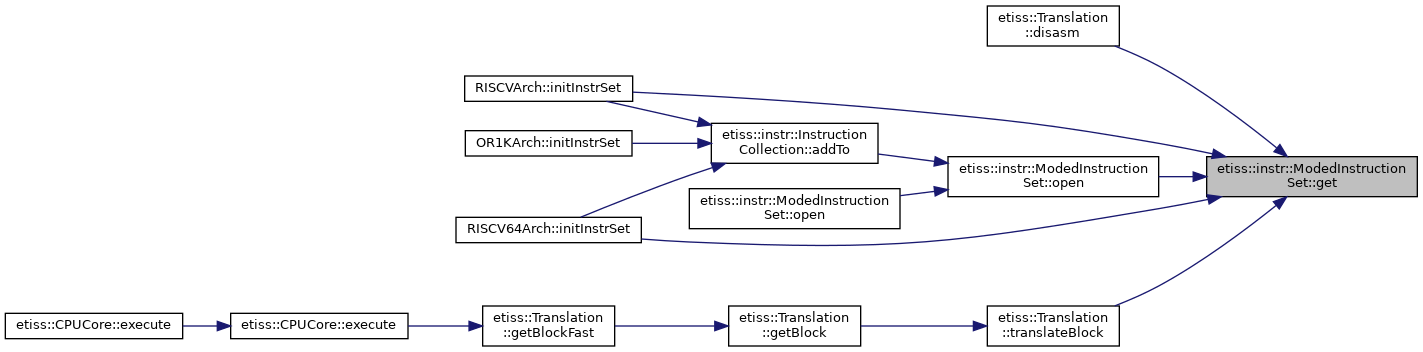 etiss::Translation
::disasm
RISCVArch::initInstrSet
OR1KArch::initInstrSet
etiss::instr::Instruction
Collection::addTo
etiss::instr::ModedInstruction
Set::open
etiss::instr::ModedInstruction
Set::get
etiss::instr::ModedInstruction
Set::open
RISCV64Arch::initInstrSet
etiss::CPUCore::execute
etiss::CPUCore::execute
etiss::Translation
::getBlockFast
etiss::Translation
::getBlock
etiss::Translation
::translateBlock